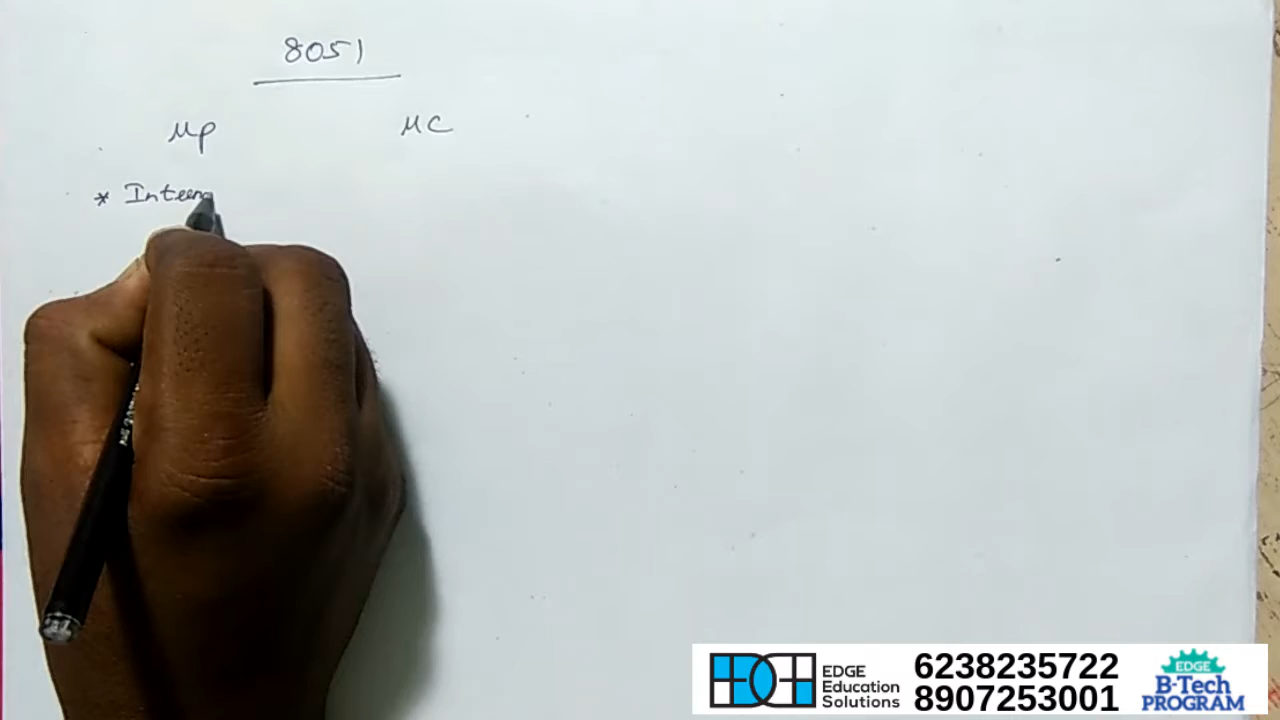 8051
μp
μC
* Intern
EDGE
Education
Solutions
6238235722
8907253001
EDGE
B-Tech
PROGRAM